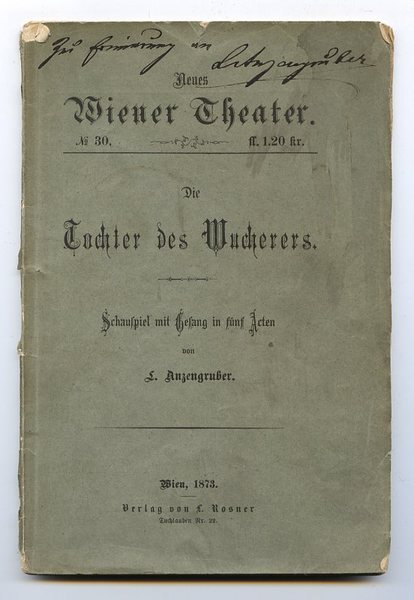 Zur Erinnerung an L. Anzengruber
Neues
Wiener Theater.
№ 30. fl. 1.20 kr.
Die
Tochter des Wucherers.
Schauspiel mit Gesang in fünf Acten
von
L. Anzengruber.
Wien, 1873.
Verlag von L. Rosner
Tuchlauben Nr. 22.